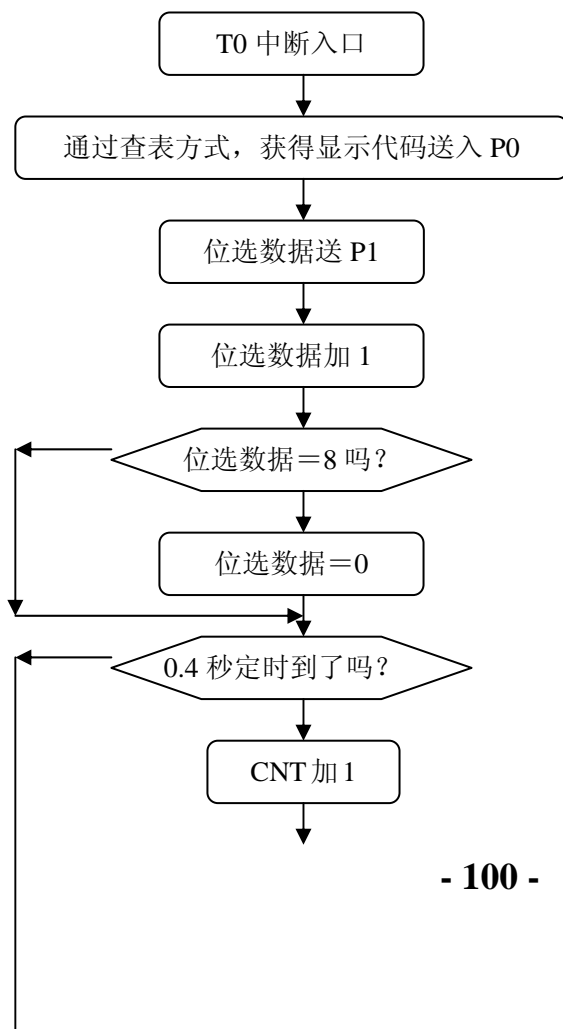 T0 中断入口
通过查表方式，获得显示代码送入 P0
位选数据送 P1
位选数据加 1
位选数据＝8 吗？
位选数据＝0
0.4 秒定时到了吗？
CNT 加 1
- 100 -